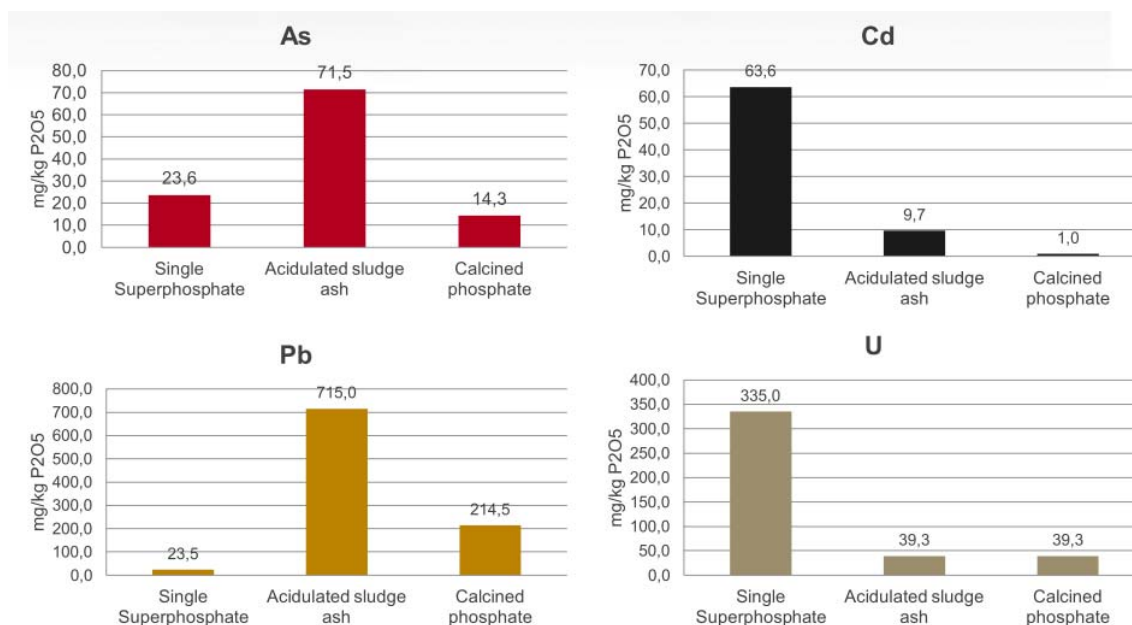 As
mg/kg P2O5
80,0
70,0
60,0
50,0
40,0
30,0
20,0
10,0
0,0
23,6
71,5
14,3
Single
Superphosphate
Acidulated sludge
ash
Calcined
phosphate
Cd
mg/kg P2O5
70,0
60,0
50,0
40,0
30,0
20,0
10,0
0,0
63,6
9,7
1,0
Single
Superphosphate
Acidulated sludge
ash
Calcined
phosphate
Pb
mg/kg P2O5
800,0
700,0
600,0
500,0
400,0
300,0
200,0
100,0
0,0
23,5
715,0
214,5
Single
Superphosphate
Acidulated sludge
ash
Calcined
phosphate
U
mg/kg P2O5
400,0
350,0
300,0
250,0
200,0
150,0
100,0
50,0
0,0
335,0
39,3
39,3
Single
Superphosphate
Acidulated sludge
ash
Calcined
phosphate